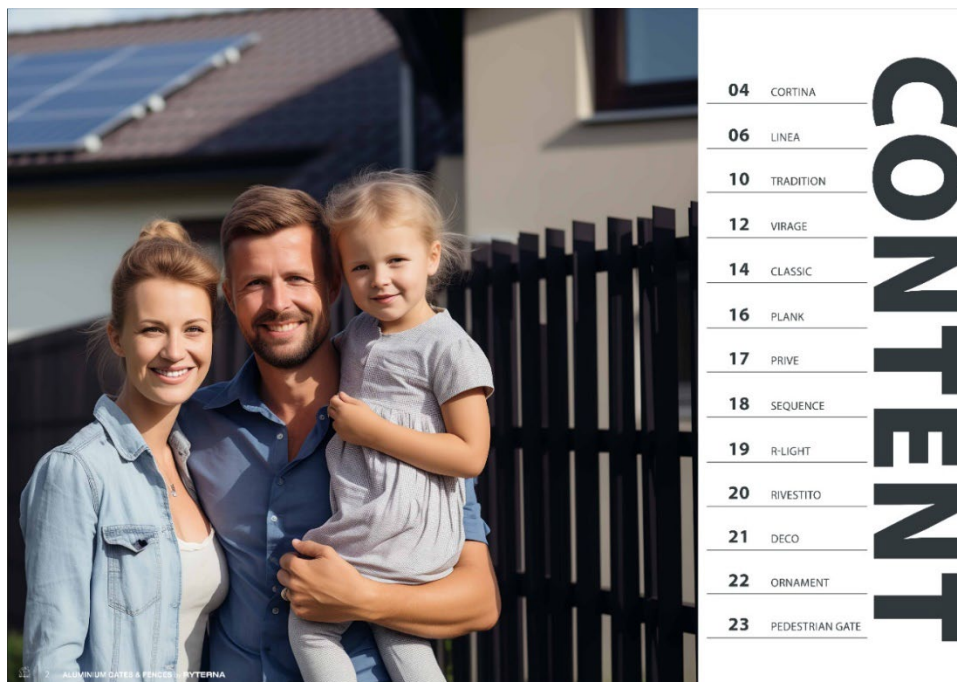 CONTENT
04 CORTINA
06 LINEA
10 TRADITION
12 VIRAGE
14 CLASSIC
16 PLANK
17 PRIVE
18 SEQUENCE
19 R-LIGHT
20 RIVESTITO
21 DECO
22 ORNAMENT
23 PEDESTRIAN GATE
2 ALUMINIUM GATES & FENCES RYTERNA